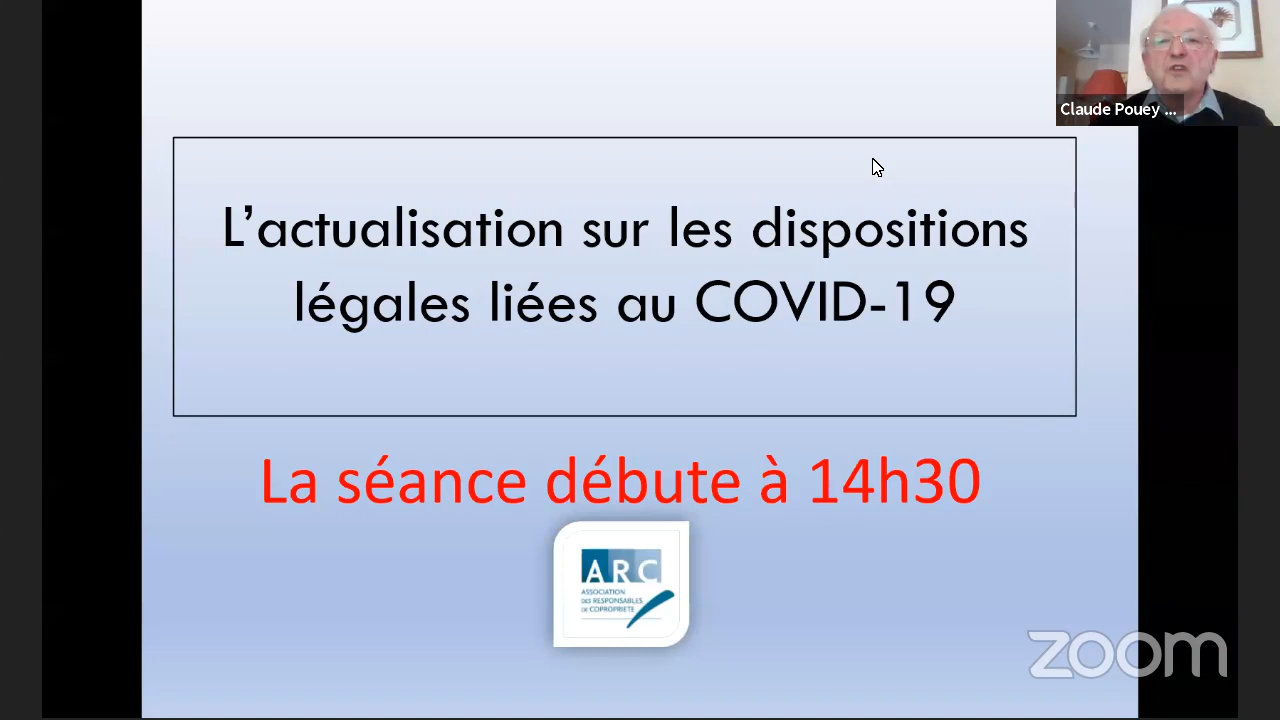 Claude Pouey ...
L’actualisation sur les dispositions
légales liées au COVID-19
La séance débute à 14h30
ARC
ASSOCIATION
DES RESPONSABLES
DE COPROPRIETE
zoom